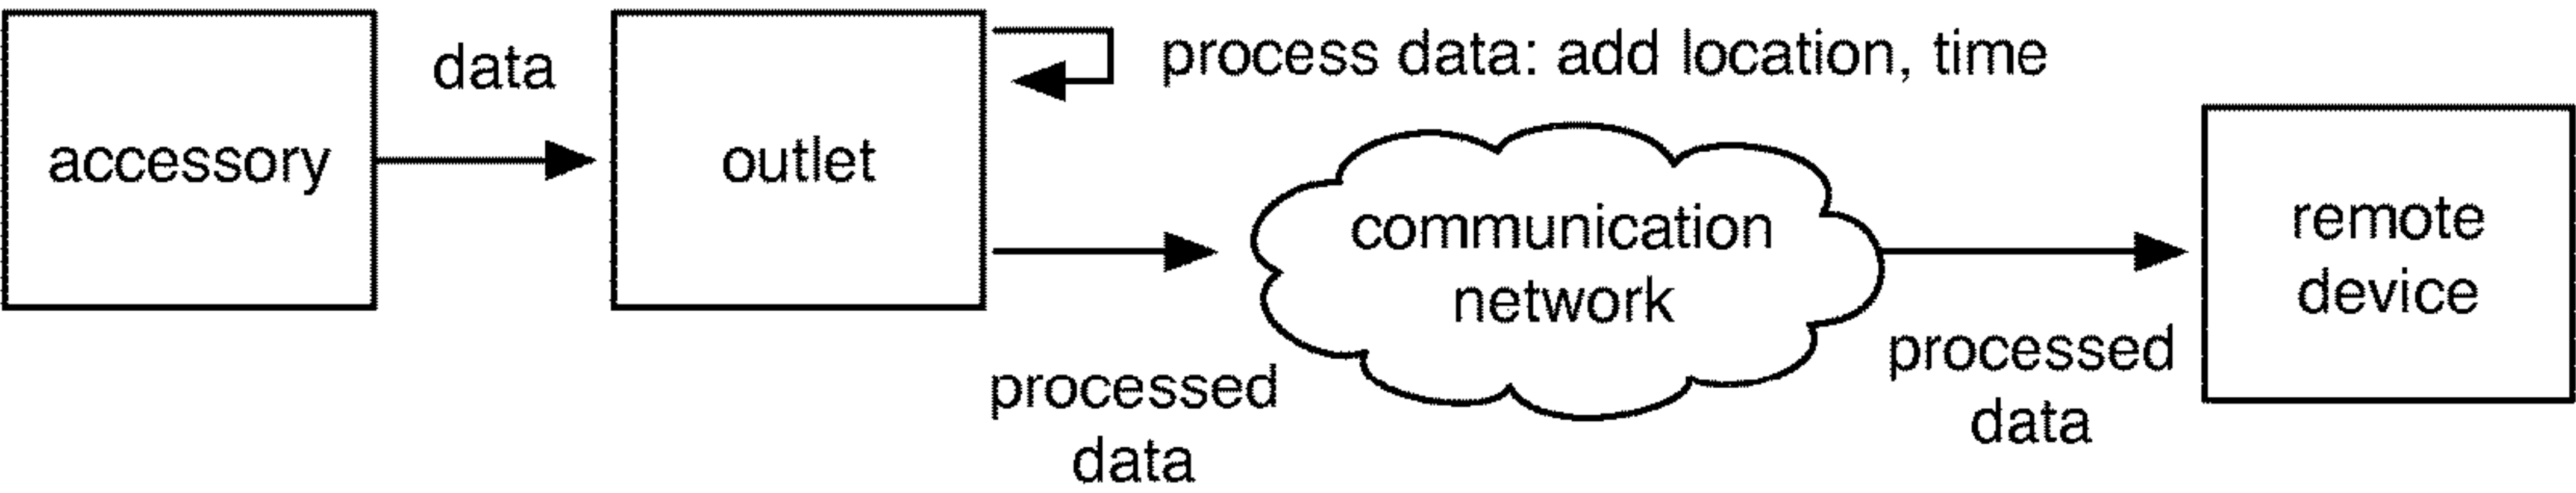 accessory
data
outlet
process data: add location, time
processed
data
communication
network
processed
data
remote
device